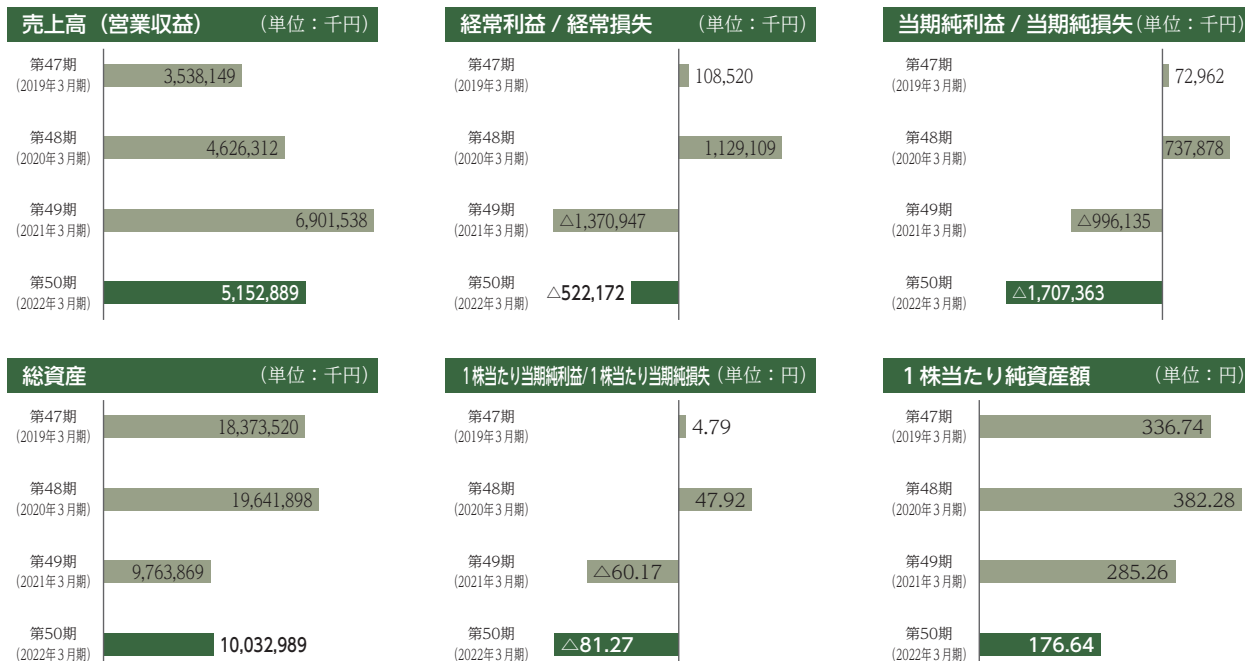 売上高（営業収益）（単位：千円）
第47期
（2019年３月期）
3,538,149
第48期
（2020年３月期）
4,626,312
第49期
（2021年３月期）
6,901,538
第50期
（2022年３月期）
5,152,889
経常利益 / 経常損失（単位：千円）
第47期
（2019年３月期）
108,520
第48期
（2020年３月期）
1,129,109
第49期
（2021年３月期）
△1,370,947
第50期
（2022年３月期）
△522,172
当期純利益 / 当期純損失（単位：千円）
第47期
（2019年３月期）
72,962
第48期
（2020年３月期）
737,878
第49期
（2021年３月期）
△996,135
第50期
（2022年３月期）
△1,707,363
総資産（単位：千円）
第47期
（2019年３月期）
18,373,520
第48期
（2020年３月期）
19,641,898
第49期
（2021年３月期）
9,763,869
第50期
（2022年３月期）
10,032,989
１株当たり当期純利益/１株当たり当期純損失（単位：円）
第47期
（2019年３月期）
4.79
第48期
（2020年３月期）
47.92
第49期
（2021年３月期）
△60.17
第50期
（2022年３月期）
△81.27
１株当たり純資産額（単位：円）
第47期
（2019年３月期）
336.74
第48期
（2020年３月期）
382.28
第49期
（2021年３月期）
285.26
第50期
（2022年３月期）
176.64